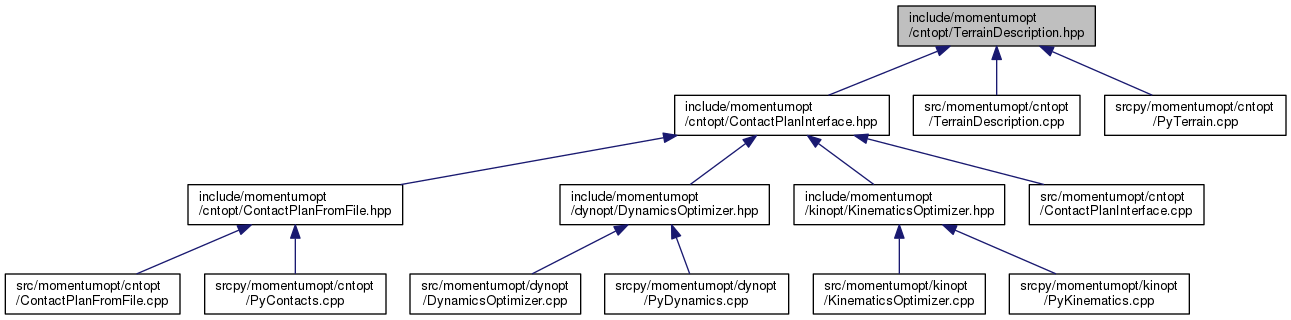 include/momentumopt
/cntopt/TerrainDescription.hpp
include/momentumopt
/cntopt/ContactPlanInterface.hpp
src/momentumopt/cntopt
/TerrainDescription.cpp
srcpy/momentumopt/cntopt
/PyTerrain.cpp
include/momentumopt
/cntopt/ContactPlanFromFile.hpp
include/momentumopt
/dynopt/DynamicsOptimizer.hpp
include/momentumopt
/kinopt/KinematicsOptimizer.hpp
src/momentumopt/cntopt
/ContactPlanInterface.cpp
src/momentumopt/cntopt
/ContactPlanFromFile.cpp
srcpy/momentumopt/cntopt
/PyContacts.cpp
src/momentumopt/dynopt
/DynamicsOptimizer.cpp
srcpy/momentumopt/dynopt
/PyDynamics.cpp
src/momentumopt/kinopt
/KinematicsOptimizer.cpp
srcpy/momentumopt/kinopt
/PyKinematics.cpp